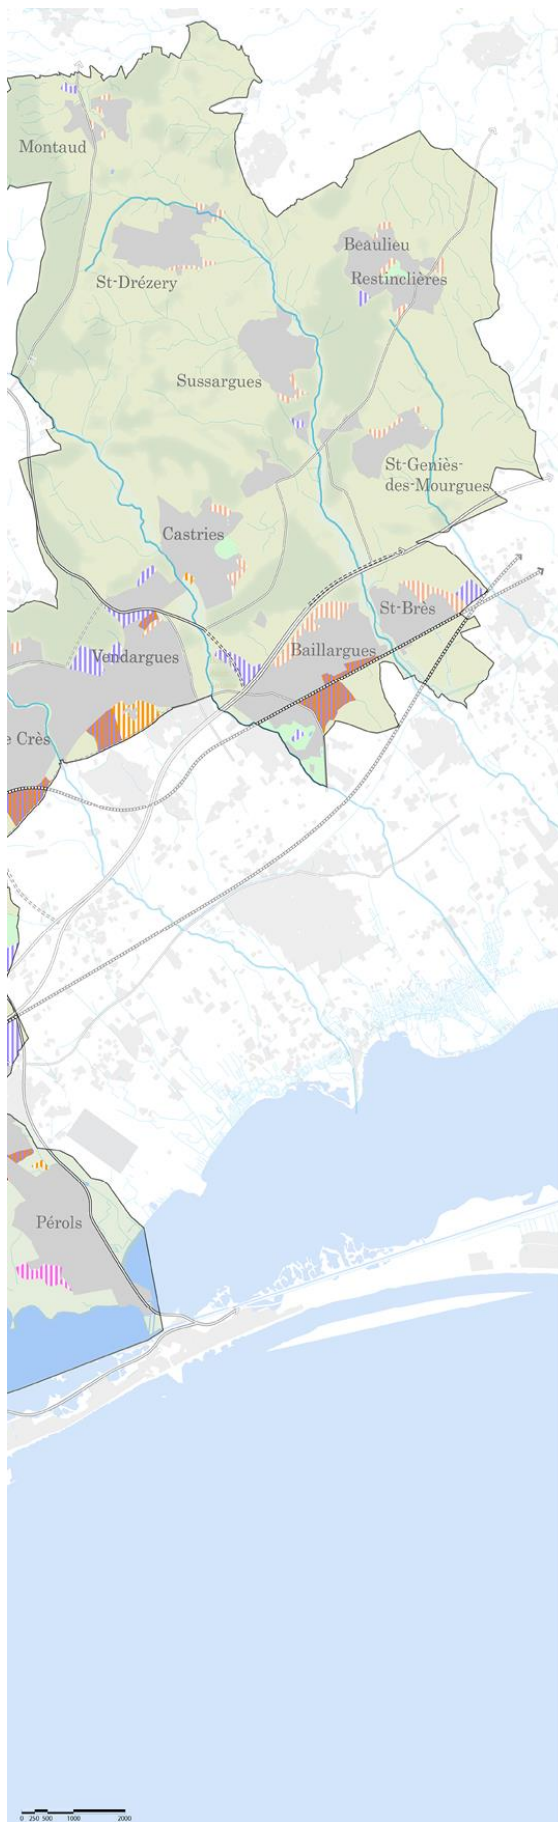 Montaud
Beaulieu
St-Drézery
Restinclières
Sussargues
St-Geniès-
des-Mourgues
Castries
St-Brès
Vendargues
Baillargues
e Crès
Pérols
0 250 500 1000 2000